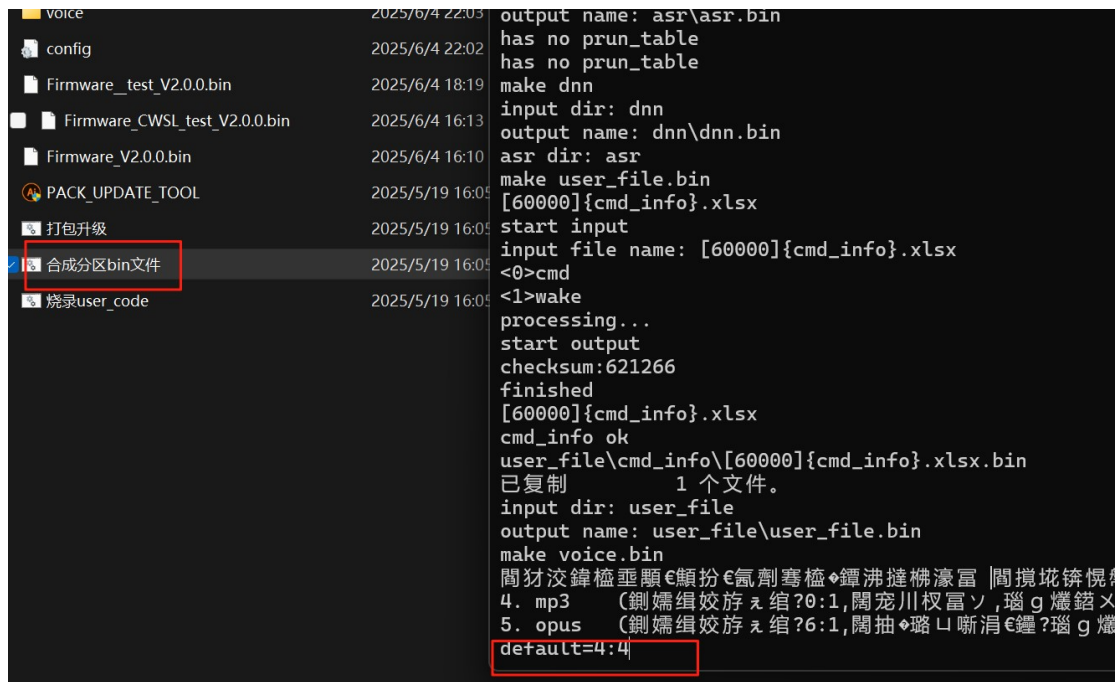 voice 2025/6/4 22:03
config 2025/6/4 22:02
Firmware__test_V2.0.0.bin 2025/6/4 18:19
Firmware_CWSL_test_V2.0.0.bin 2025/6/4 16:13
Firmware_V2.0.0.bin 2025/6/4 16:10
PACK_UPDATE_TOOL 2025/5/19 16:05
打包升级 2025/5/19 16:05
合成分区bin文件 2025/5/19 16:05
烧录user_code 2025/5/19 16:05
output name: asr\asr.bin
has no prun_table
has no prun_table
make dnn
input dir: dnn
output name: dnn\dnn.bin
asr dir: asr
make user_file.bin
[60000]{cmd_info}.xlsx
start input
input file name: [60000]{cmd_info}.xlsx
<0>cmd
<1>wake
processing...
start output
checksum:621266
finished
[60000]{cmd_info}.xlsx
cmd_info ok
user_file\cmd_info\[60000]{cmd_info}.xlsx.bin
已复制 1 个文件。
input dir: user_file
output name: user_file\user_file.bin
make voice.bin
4. mp3
5. opus
default=4:4